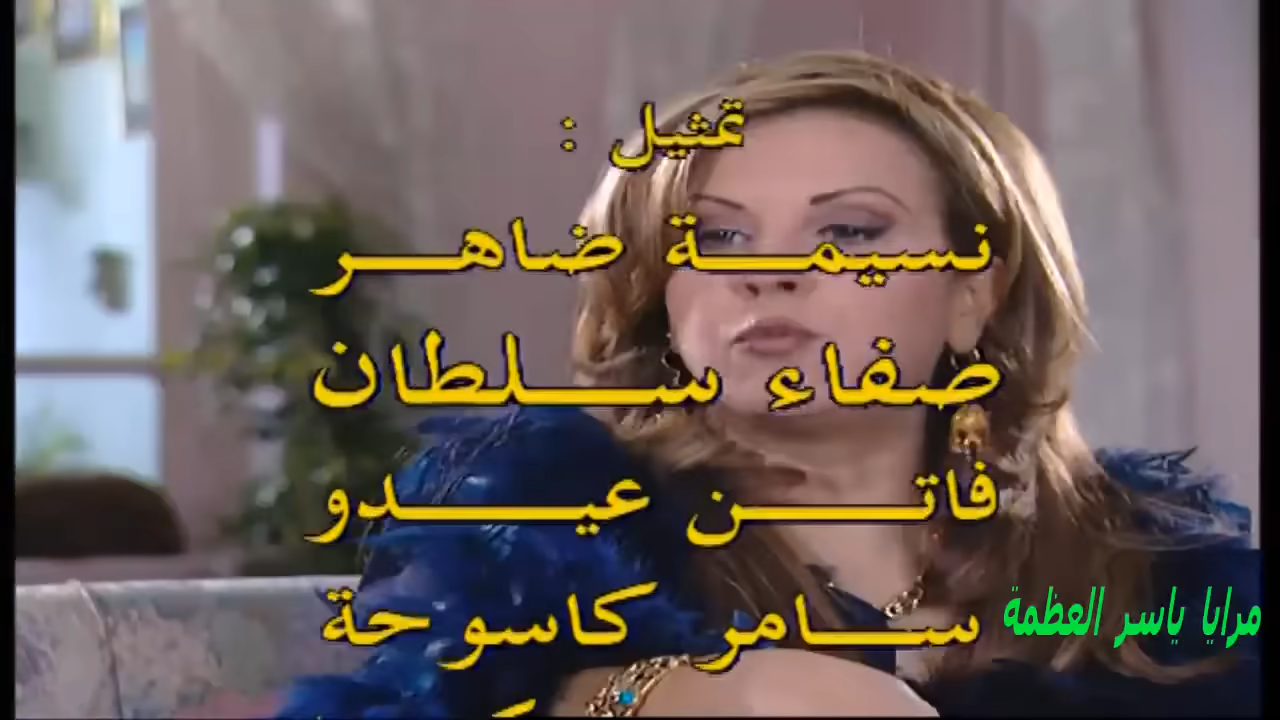 تمثيل :
نسيمة ضاهر
صفاء سلطان
فاتن عيدو
سامر كاسوحة
مرايا ياسر العظمة